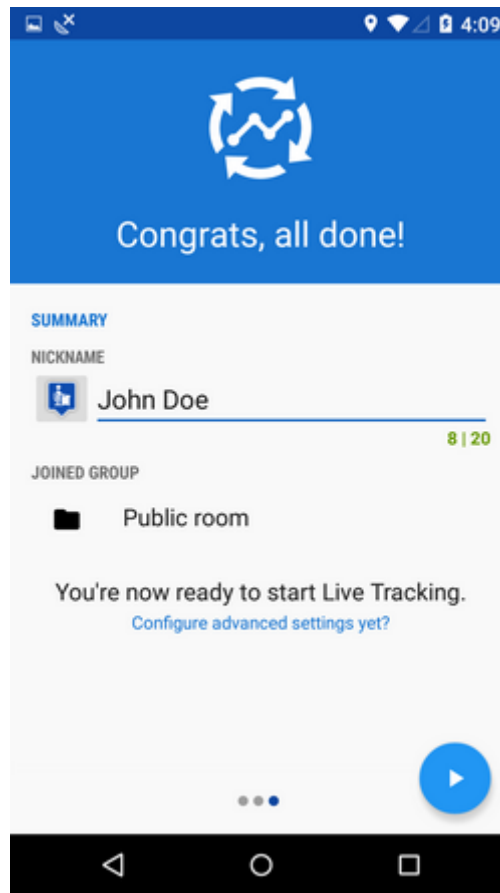 4:09
Congrats, all done!
SUMMARY
NICKNAME
John Doe
8 | 20
JOINED GROUP
Public room
You're now ready to start Live Tracking.
Configure advanced settings yet?